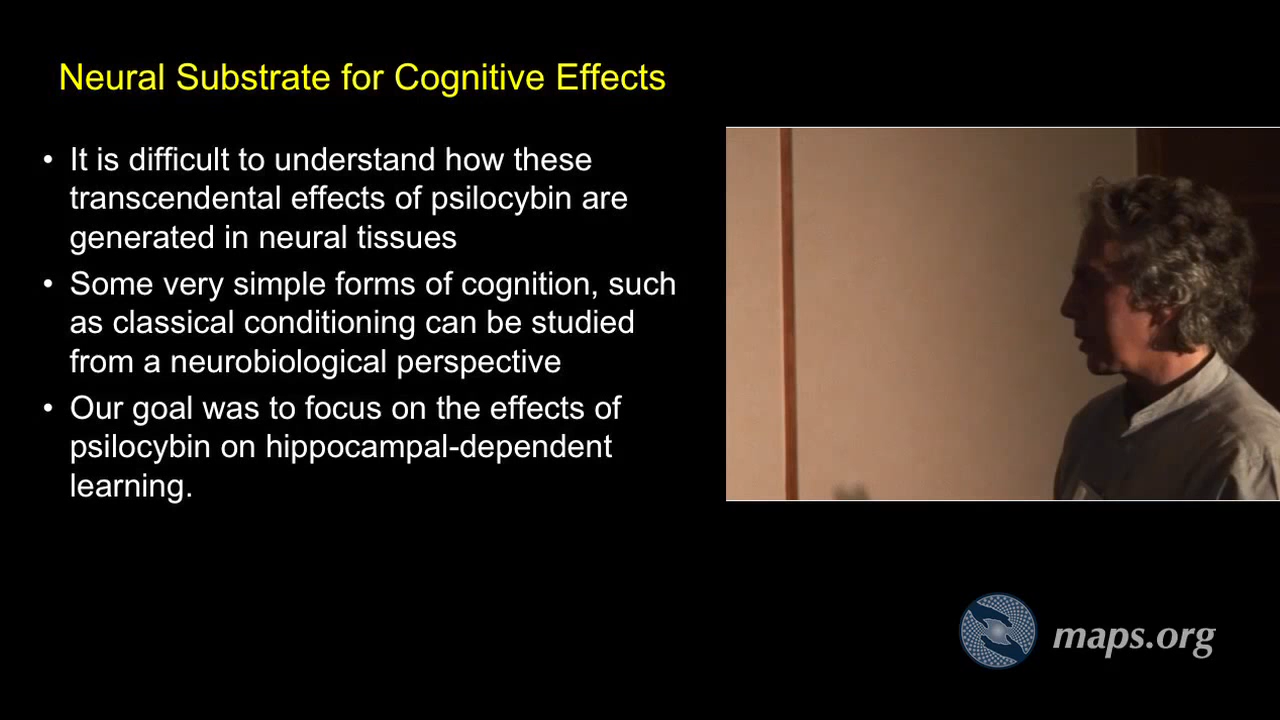 Neural Substrate for Cognitive Effects
• It is difficult to understand how these
transcendental effects of psilocybin are
generated in neural tissues
• Some very simple forms of cognition, such
as classical conditioning can be studied
from a neurobiological perspective
• Our goal was to focus on the effects of
psilocybin on hippocampal-dependent
learning.
maps.org